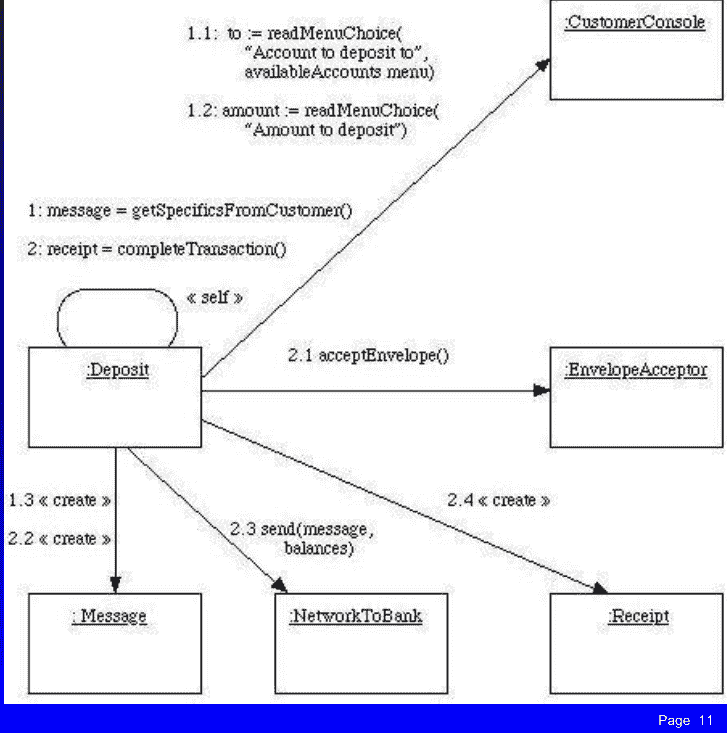 1.1: to := readMenuChoice(
"Account to deposit to",
availableAccounts menu)
:CustomerConsole
1.2: amount := readMenuChoice(
"Amount to deposit")
1: message = getSpecificsFromCustomer()
2: receipt = completeTransaction()
« self »
:Deposit
2.1 acceptEnvelope()
:EnvelopeAcceptor
1.3 « create »
2.2 « create »
2.3 send(message,
balances)
2.4 « create »
: Message
:NetworkToBank
:Receipt
Page 11